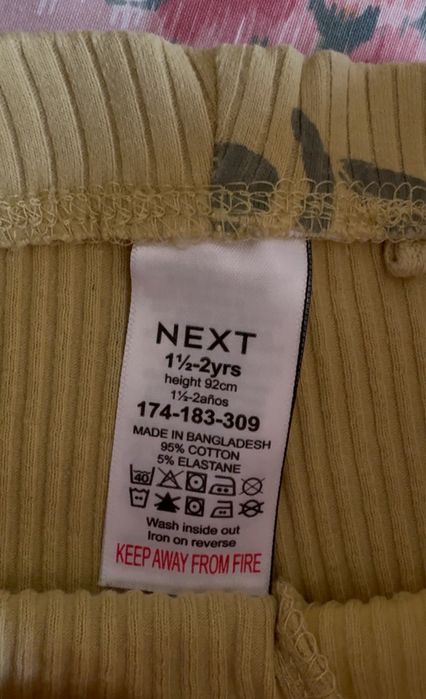 NEXT
1½-2yrs
height 92cm
1½-2años
174-183-309
MADE IN BANGLADESH
95% COTTON
5% ELASTANE
40
Wash inside out
Iron on reverse
KEEP AWAY FROM FIRE